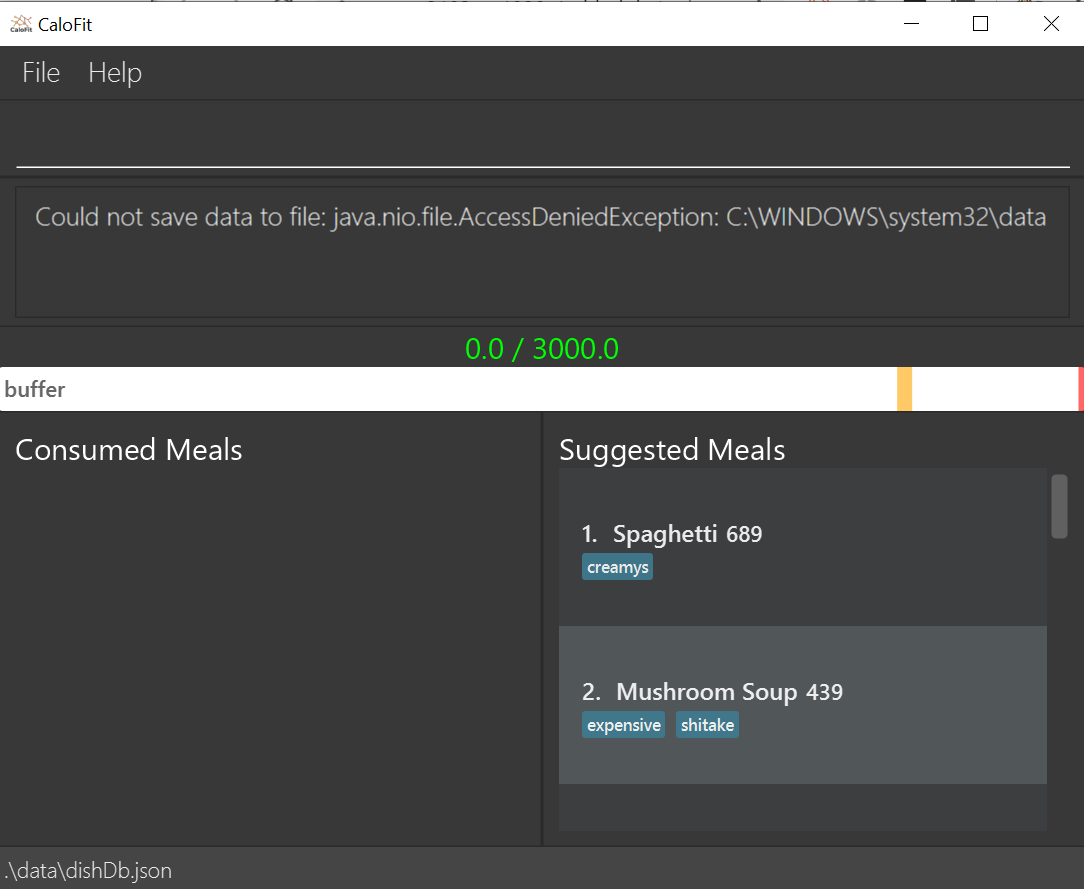 CaloFit CaloFit
File Help
Could not save data to file: java.nio.file.AccessDeniedException: C:\WINDOWS\system32\data
0.0 / 3000.0
buffer
Consumed Meals
Suggested Meals
1. Spaghetti 689
creamys
2. Mushroom Soup 439
expensive shitake
.\data\dishDb.json